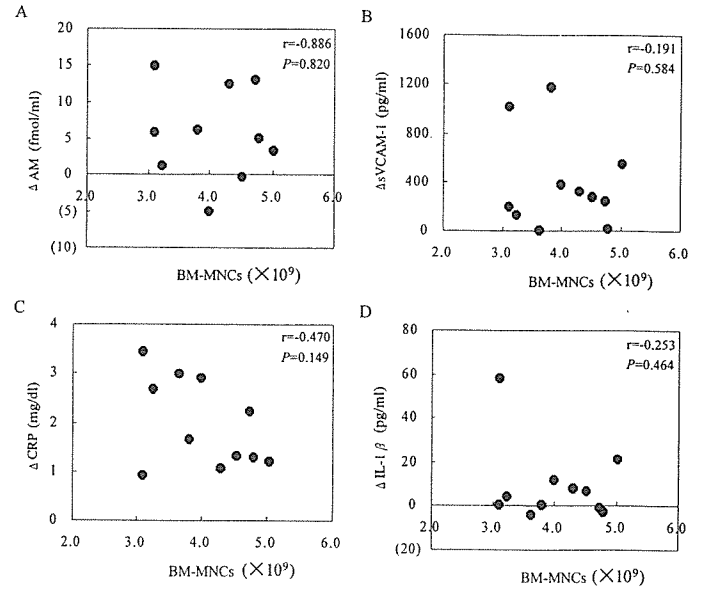 A
20
15
10
5
0
(5)
(10)
2.0 3.0 4.0 5.0 6.0
Δ AM (fmol/ml)
r=-0.886
P=0.820
BM-MNCs (×10⁹)
B
1600
1200
800
400
0
2.0 3.0 4.0 5.0 6.0
ΔsVCAM-1 (pg/ml)
r=-0.191
P=0.584
BM-MNCs (×10⁹)
C
4
3
2
1
0
2.0 3.0 4.0 5.0 6.0
Δ CRP (mg/dl)
r=-0.470
P=0.149
BM-MNCs (×10⁹)
D
80
60
40
20
0
(20)
2.0 3.0 4.0 5.0 6.0
Δ IL-1 β (pg/ml)
r=-0.253
P=0.464
BM-MNCs (×10⁹)